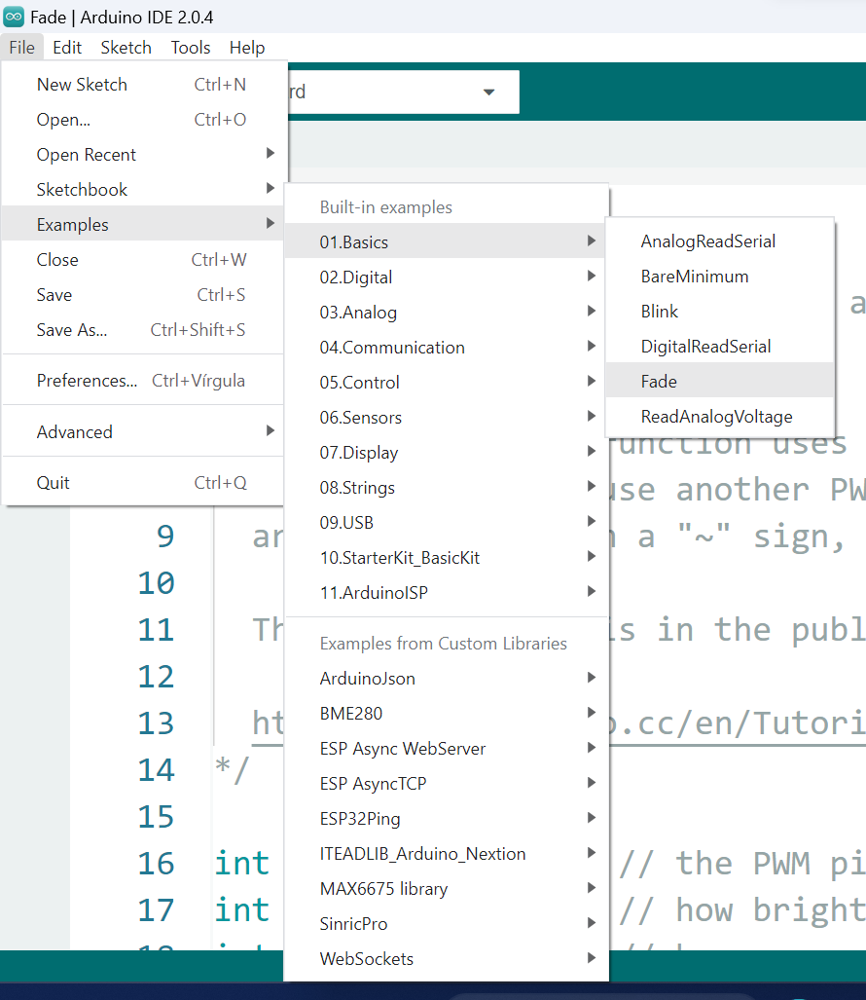 Fade | Arduino IDE 2.0.4
File Edit Sketch Tools Help
New Sketch Ctrl+N
Open... Ctrl+O
Open Recent
Sketchbook
Examples
Close Ctrl+W
Save Ctrl+S
Save As... Ctrl+Shift+S
Preferences... Ctrl+Vírgula
Advanced
Quit Ctrl+Q
rd
Built-in examples
01.Basics
02.Digital
03.Analog
04.Communication
05.Control
06.Sensors
07.Display
08.Strings
09.USB
10.StarterKit_BasicKit
11.ArduinoISP
Examples from Custom Libraries
ArduinoJson
BME280
ESP Async WebServer
ESP AsyncTCP
ESP32Ping
ITEADLIB_Arduino_Nextion
MAX6675 library
SinricPro
WebSockets
AnalogReadSerial
BareMinimum
Blink
DigitalReadSerial
Fade
ReadAnalogVoltage
a
unction uses
use another PW
9 a "~" sign,
10
11 Th is in the publ
12
13 ht o.cc/en/Tutori
14 */
15
16 int // the PWM pi
17 int // how bright
18